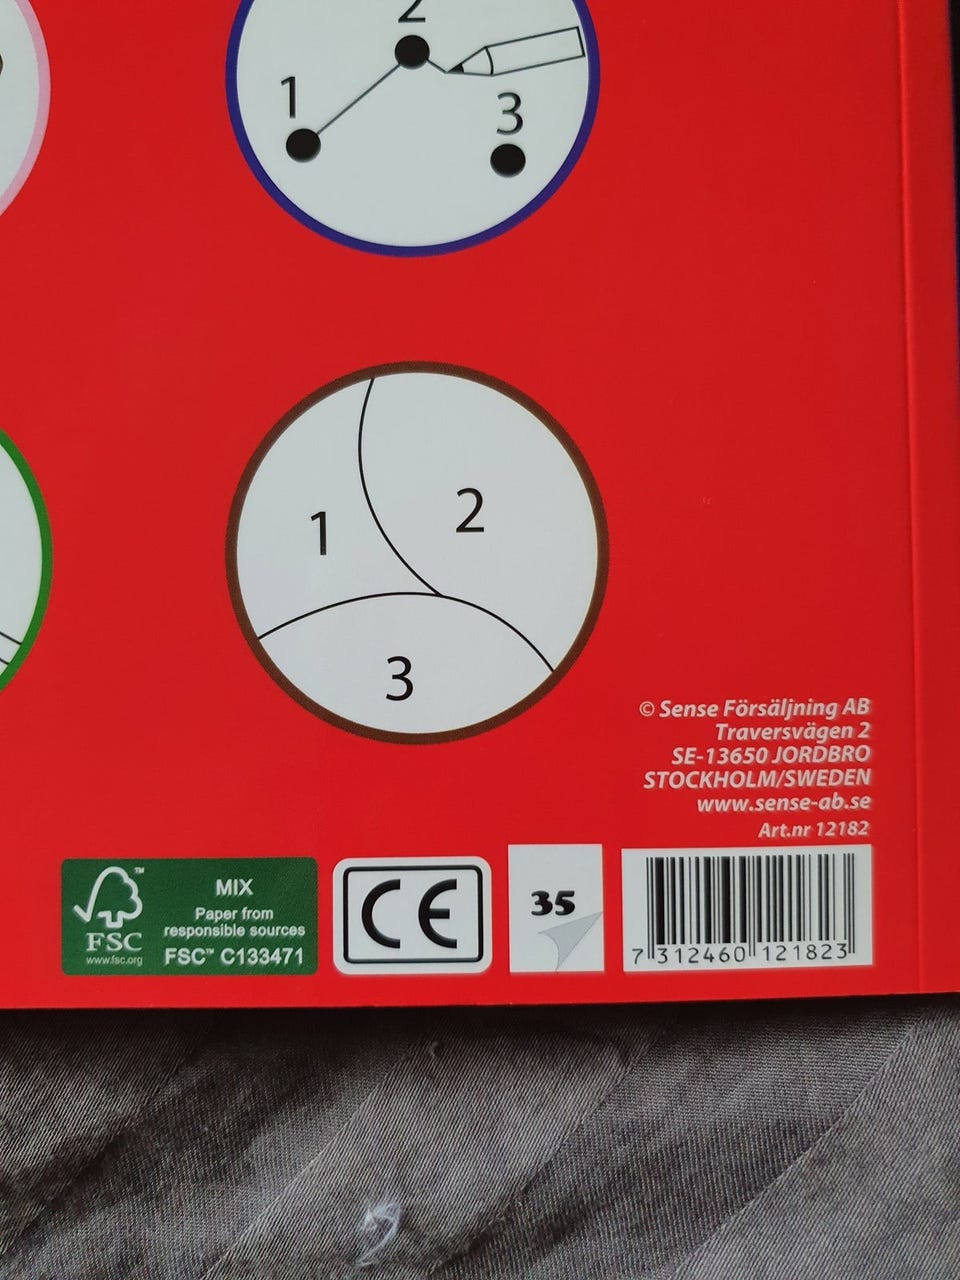 2
1
3
1
2
3
© Sense Försäljning AB
Traversvägen 2
SE-13650 JORDBRO
STOCKHOLM/SWEDEN
www.sense-ab.se
Art.nr 12182
FSC™
www.fsc.org
MIX
Paper from
responsible sources
FSC™ C133471
CE
35
7 312460 121823